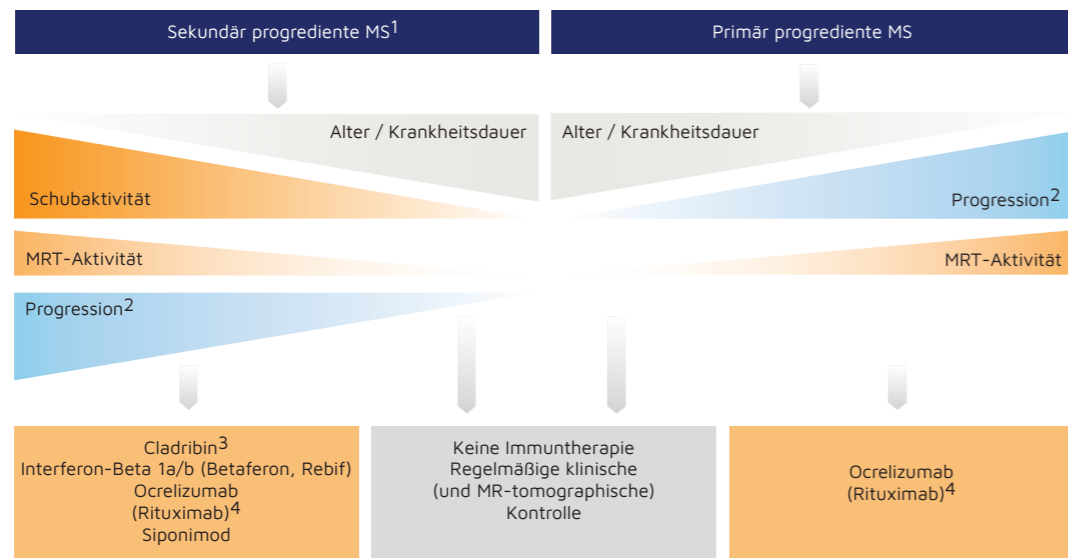 Sekundär progrediente MS1
Primär progrediente MS
Alter / Krankheitsdauer
Alter / Krankheitsdauer
Schubaktivität
Progression2
MRT-Aktivität
MRT-Aktivität
Progression2
Cladribin3
Interferon-Beta 1a/b (Betaferon, Rebif)
Ocrelizumab
(Rituximab)4
Siponimod
Keine Immuntherapie
Regelmäßige klinische
(und MR-tomographische)
Kontrolle
Ocrelizumab
(Rituximab)4